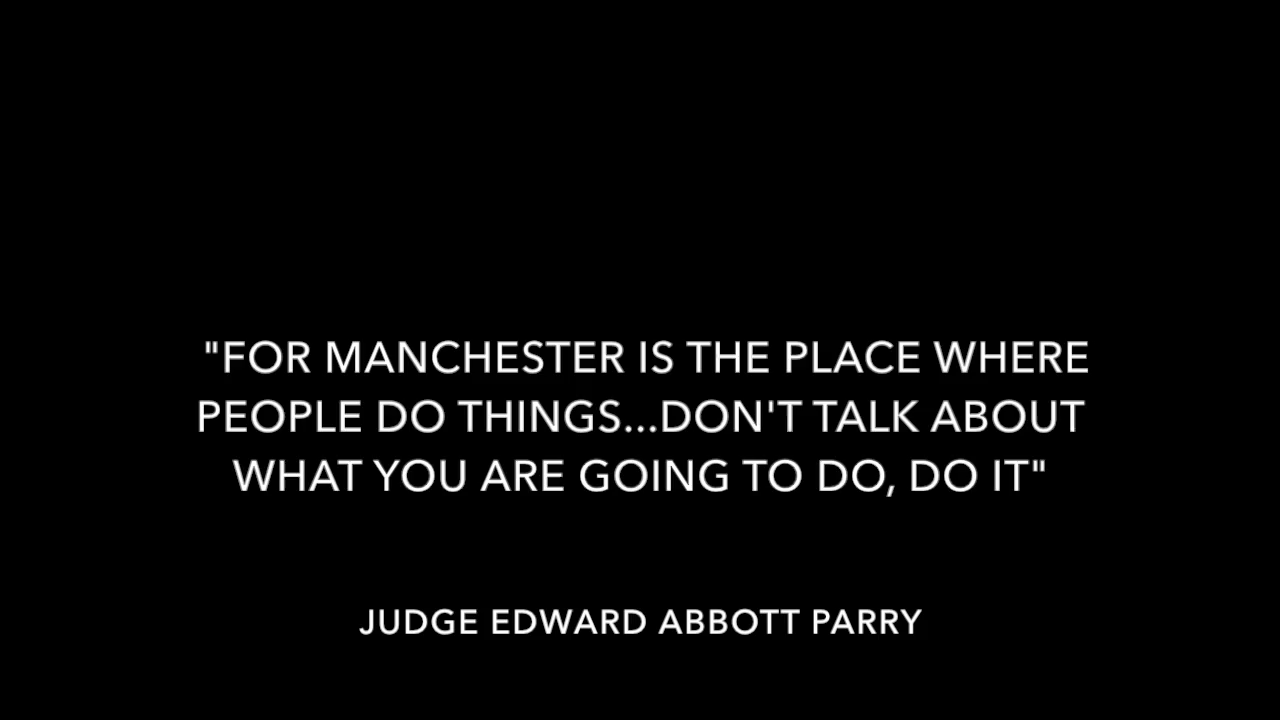 "FOR MANCHESTER IS THE PLACE WHERE
PEOPLE DO THINGS...DON'T TALK ABOUT
WHAT YOU ARE GOING TO DO, DO IT"
JUDGE EDWARD ABBOTT PARRY